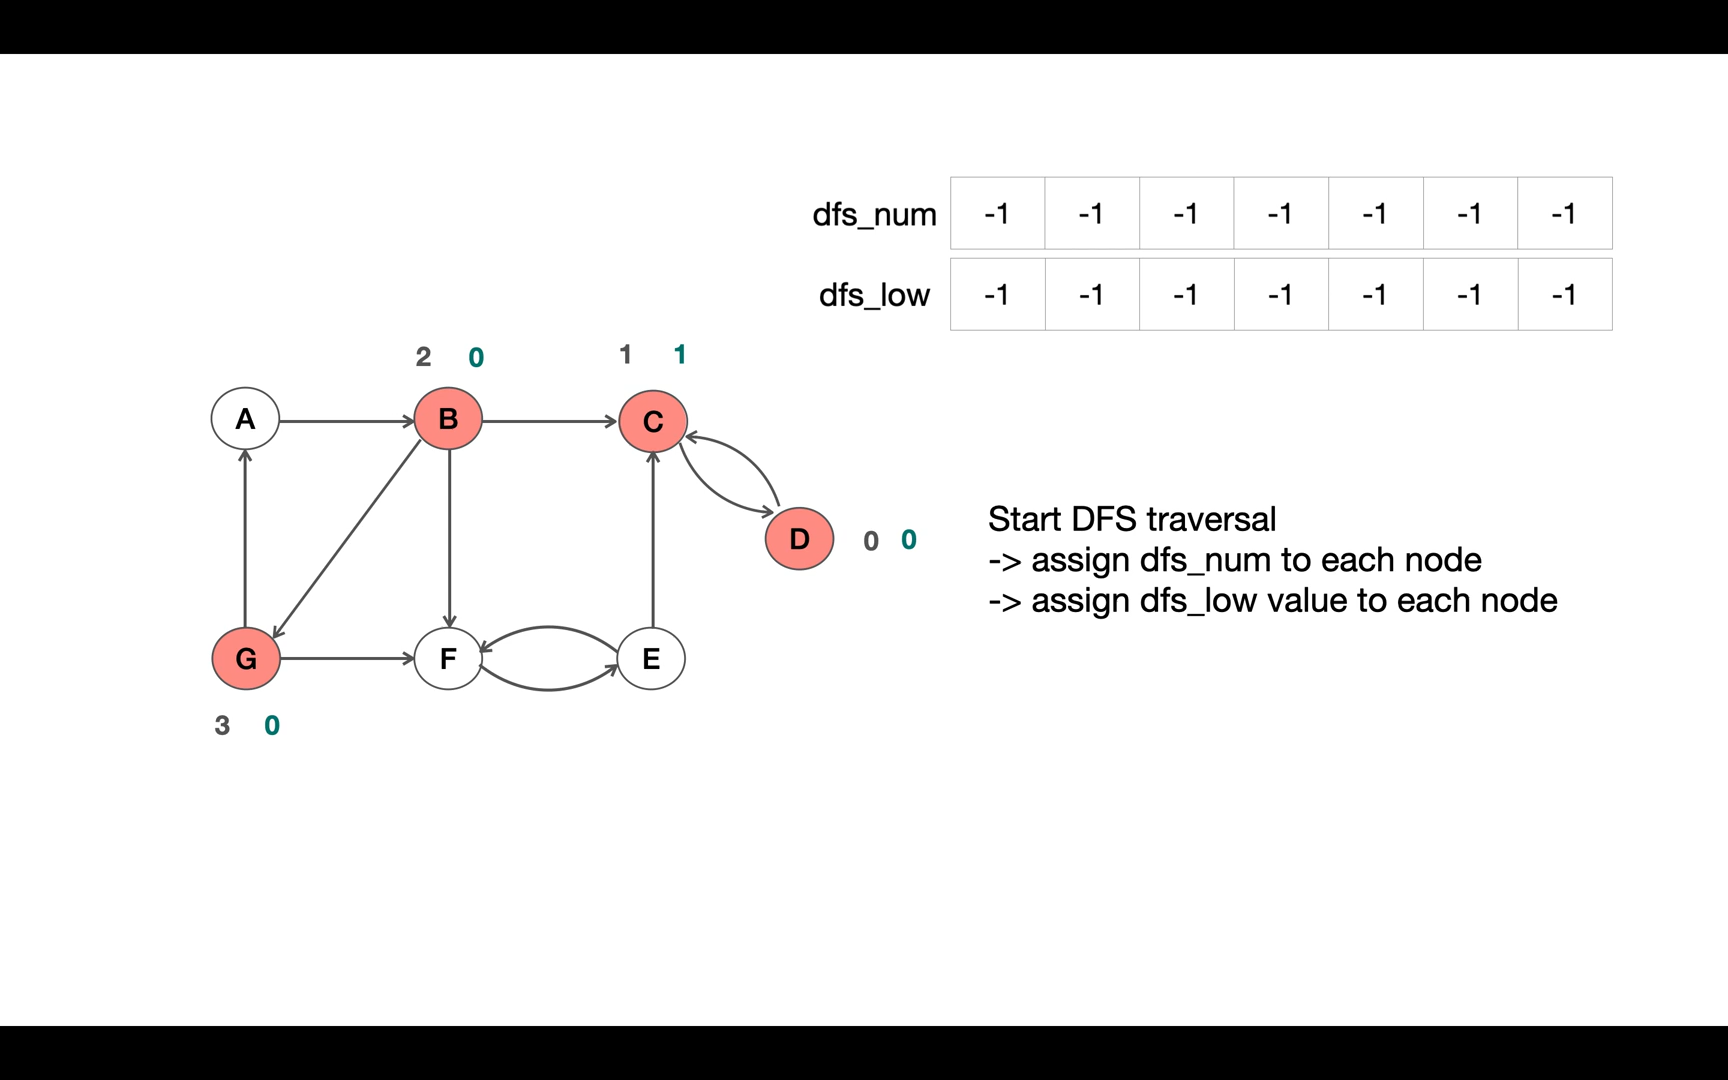 dfs_num -1 -1 -1 -1 -1 -1 -1
dfs_low -1 -1 -1 -1 -1 -1 -1
2 0 1 1
A B C
Start DFS traversal
D 0 0
-> assign dfs_num to each node
-> assign dfs_low value to each node
G F E
3 0